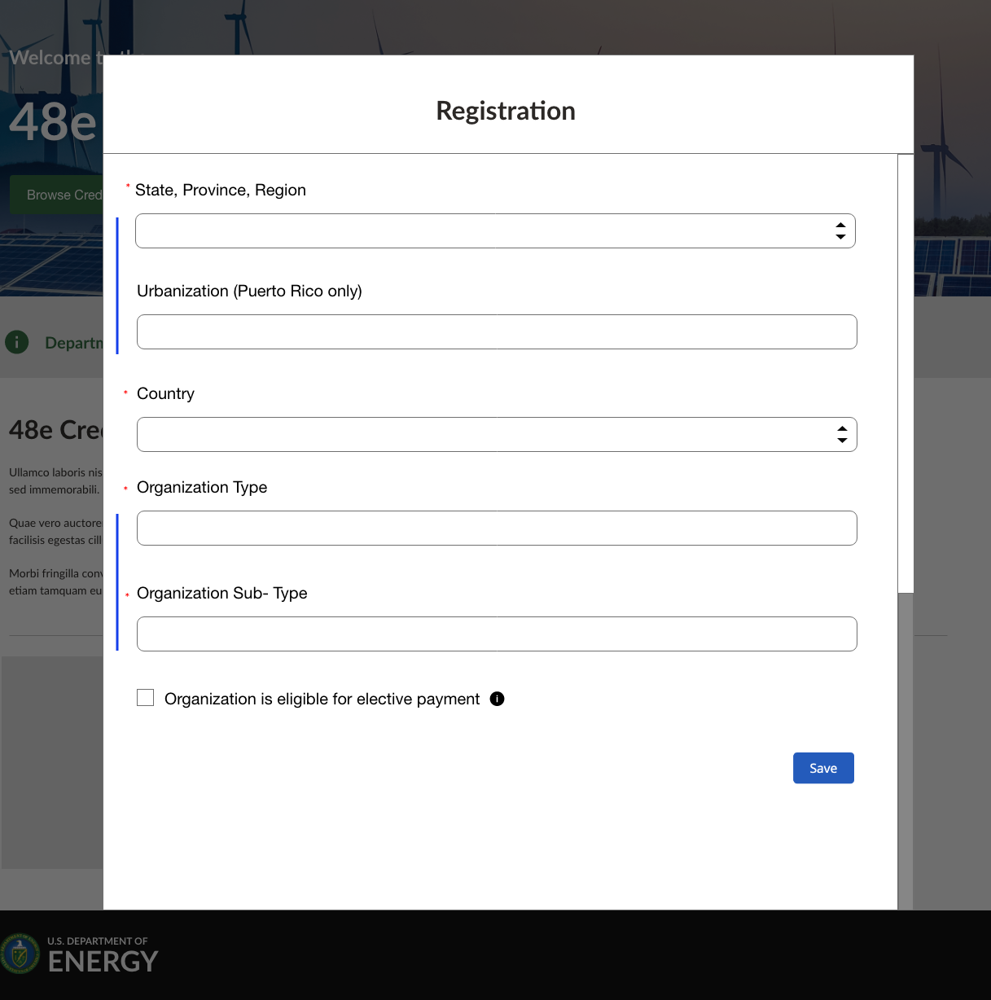 Welcome
48e
Registration
Browse Cred
* State, Province, Region
Urbanization (Puerto Rico only)
Departm
* Country
48e Cre
Ullamco laboris nis
sed immemorabili.
* Organization Type
Quae vero auctore
facilisis egestas cill
Morbi fringilla conv
etiam tamquam eu
* Organization Sub- Type
Organization is eligible for elective payment
Save
U.S. DEPARTMENT OF
ENERGY